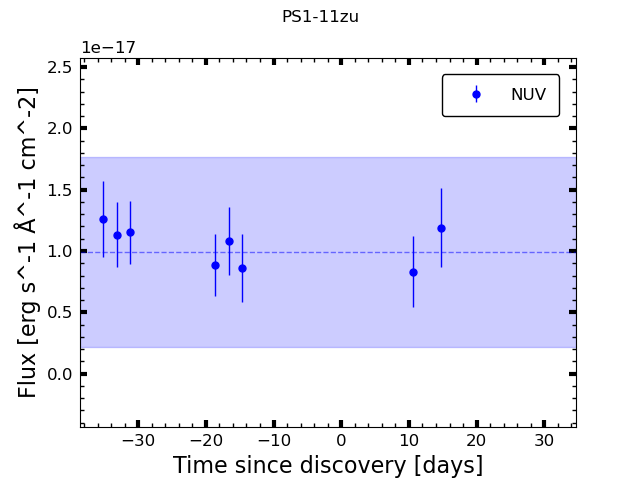 PS1-11zu
1e−17
2.5
2.0
1.5
1.0
0.5
0.0
Flux [erg s^-1 Å^-1 cm^-2]
NUV
−30
−20
−10
0
10
20
30
Time since discovery [days]